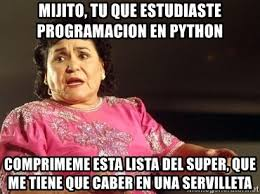 MIJITO, TU QUE ESTUDIASTE
PROGRAMACION EN PYTHON
COMPRIMEME ESTA LISTA DEL SUPER, QUE
ME TIENE QUE CABER EN UNA SERVILLETA